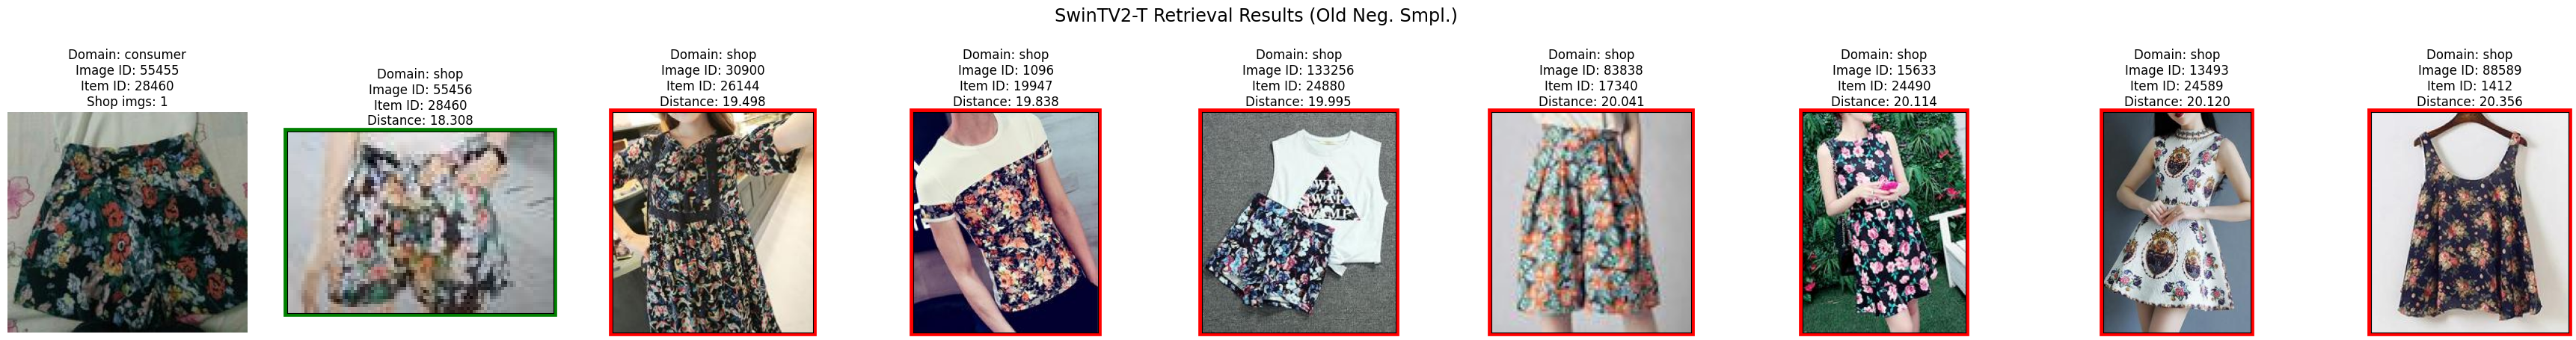 SwinTV2-T Retrieval Results (Old Neg. Smpl.)
Domain: consumer
Image ID: 55455
Item ID: 28460
Shop imgs: 1
Domain: shop
Image ID: 55456
Item ID: 28460
Distance: 18.308
Domain: shop
Image ID: 30900
Item ID: 26144
Distance: 19.498
Domain: shop
Image ID: 1096
Item ID: 19947
Distance: 19.838
Domain: shop
Image ID: 133256
Item ID: 24880
Distance: 19.995
Domain: shop
Image ID: 83838
Item ID: 17340
Distance: 20.041
Domain: shop
Image ID: 15633
Item ID: 24490
Distance: 20.114
Domain: shop
Image ID: 13493
Item ID: 24589
Distance: 20.120
Domain: shop
Image ID: 88589
Item ID: 1412
Distance: 20.356